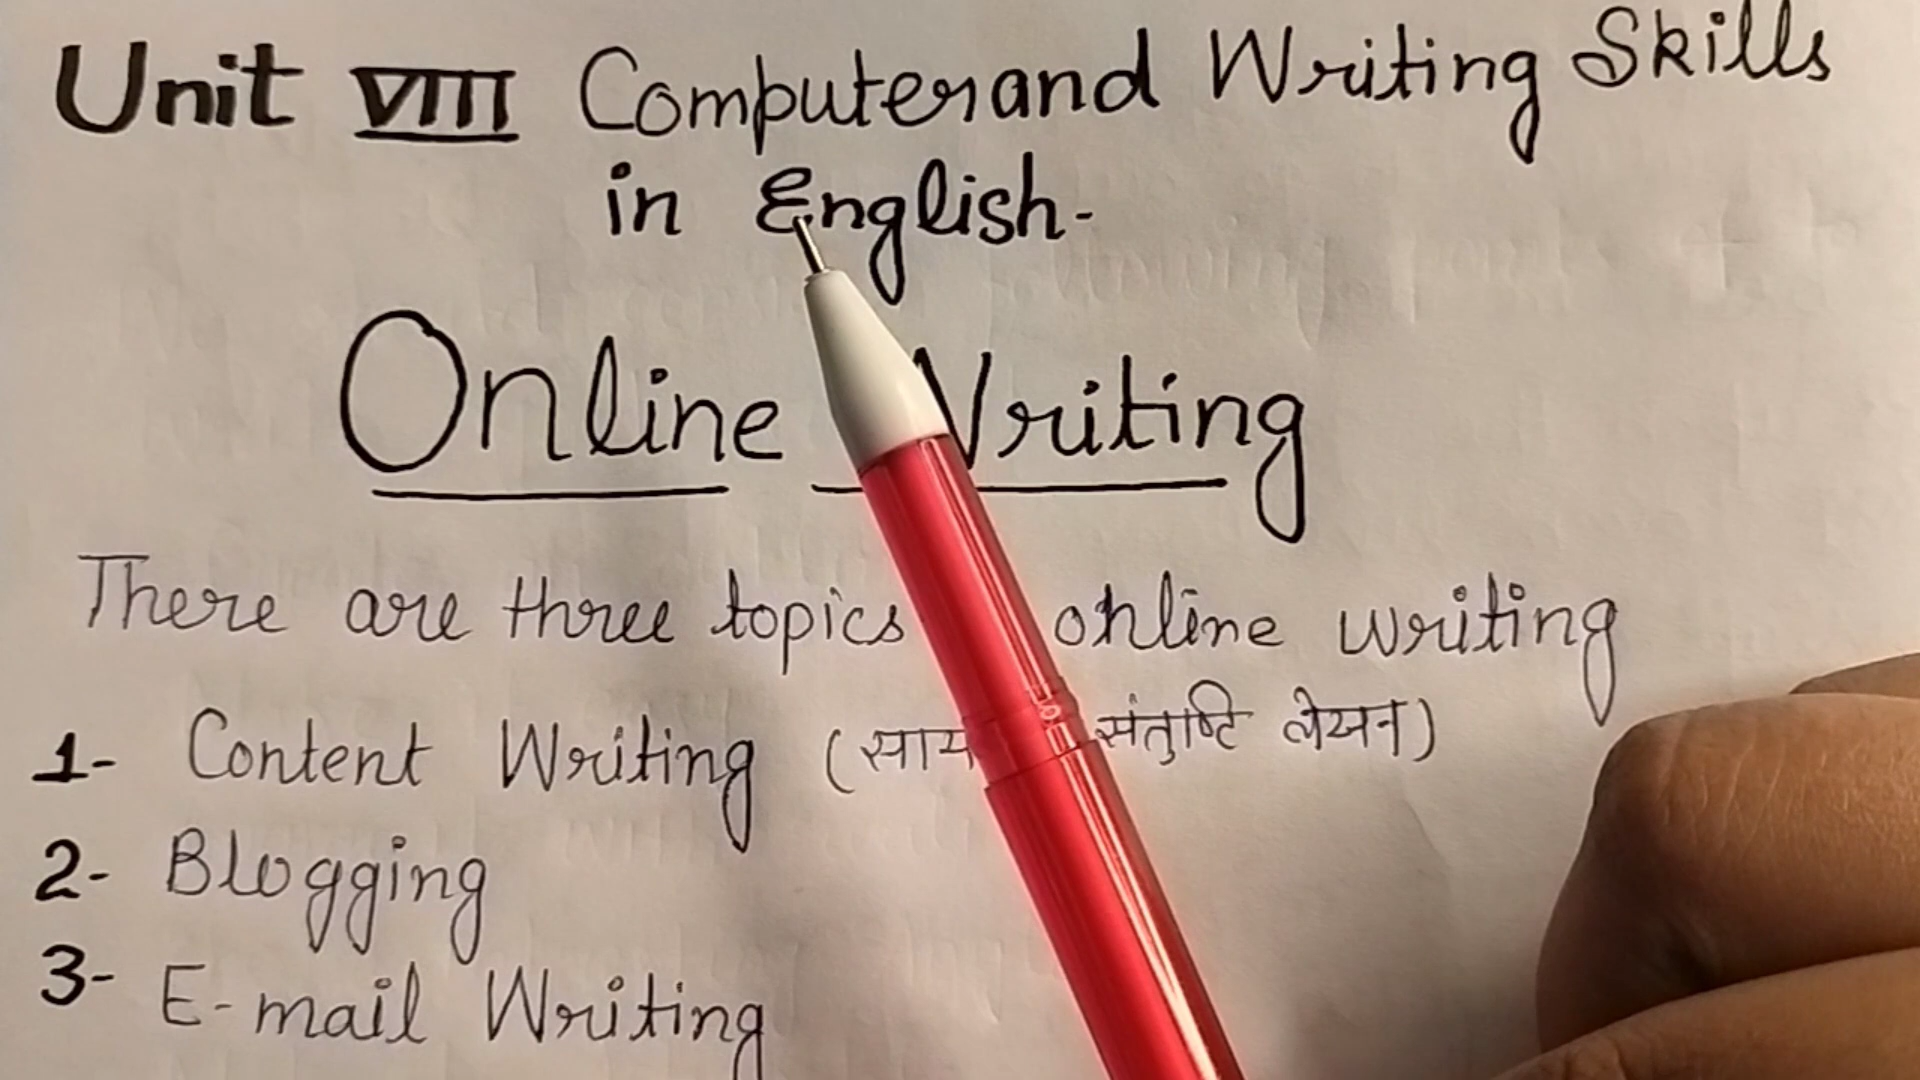 Unit VIII Computer and Writing Skills
in English-
Online Writing
There are three topics online writing
1- Content Writing ( संतुष्टि लेखन)
2- Blogging
3- E-mail Writing